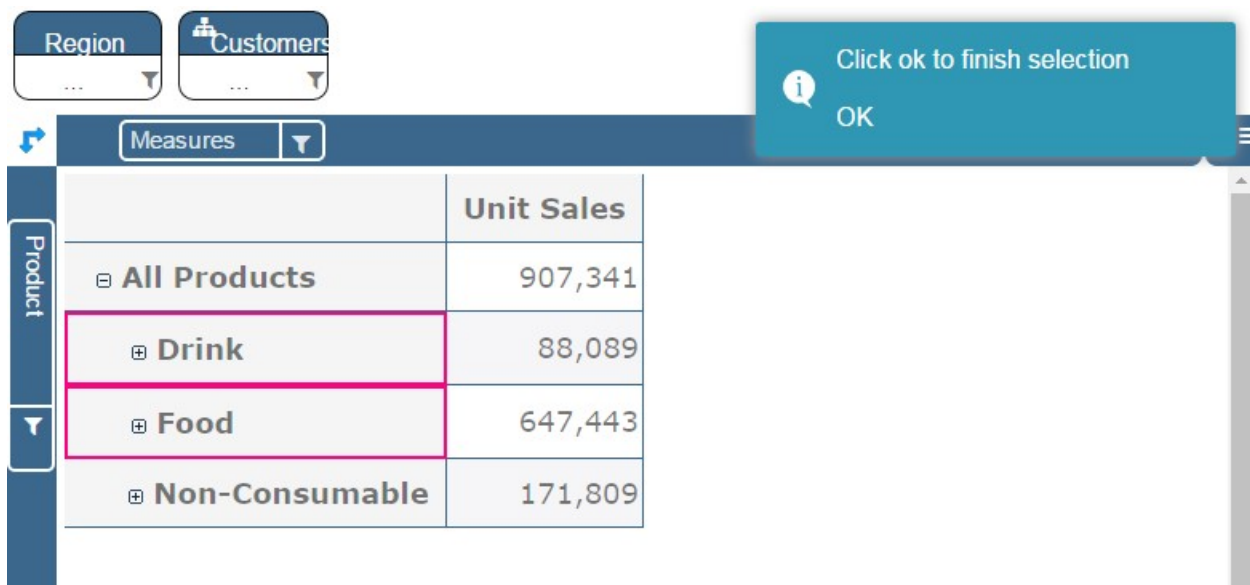 Region
...
Customers
...
Click ok to finish selection
OK
Measures
Product
Unit Sales
All Products 907,341
Drink 88,089
Food 647,443
Non-Consumable 171,809